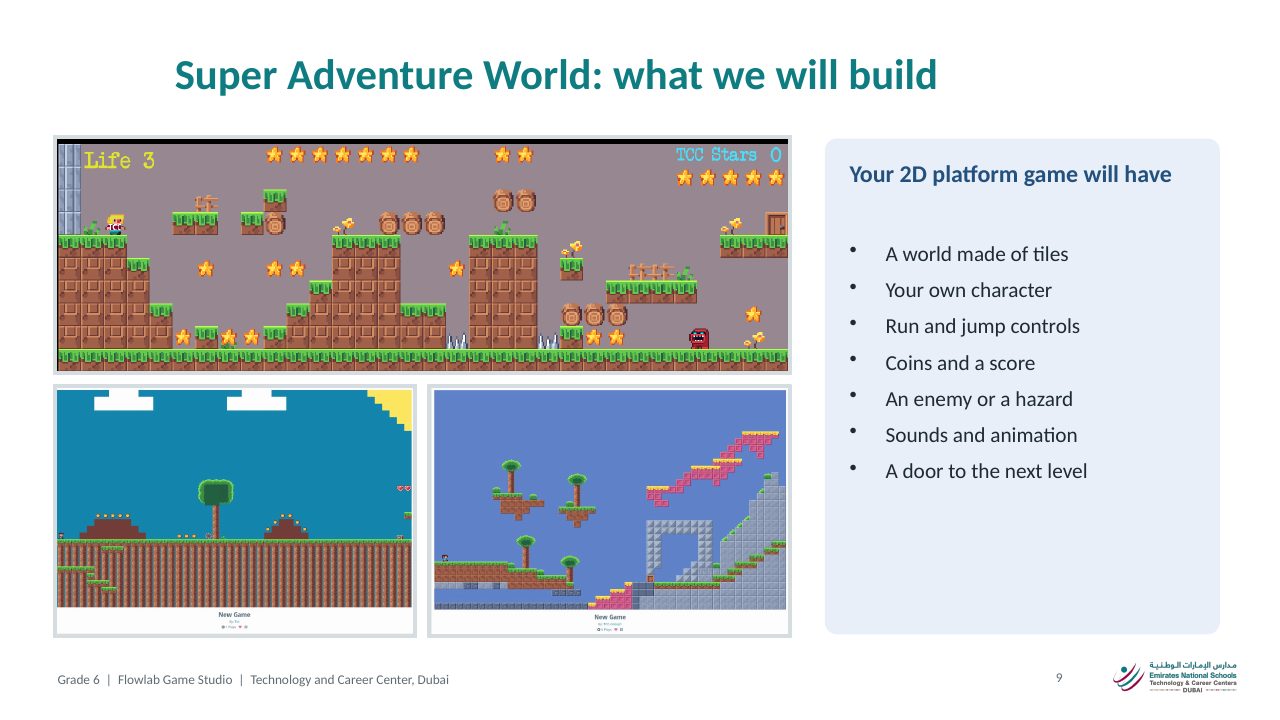 Super Adventure World: what we will build
Life 3
TCC Stars 0
New Game
New Game
Your 2D platform game will have
• A world made of tiles
• Your own character
• Run and jump controls
• Coins and a score
• An enemy or a hazard
• Sounds and animation
• A door to the next level
Grade 6 | Flowlab Game Studio | Technology and Career Center, Dubai
9
مدارس الإمارات الوطنية
Emirates National Schools
Technology & Career Centers
DUBAI